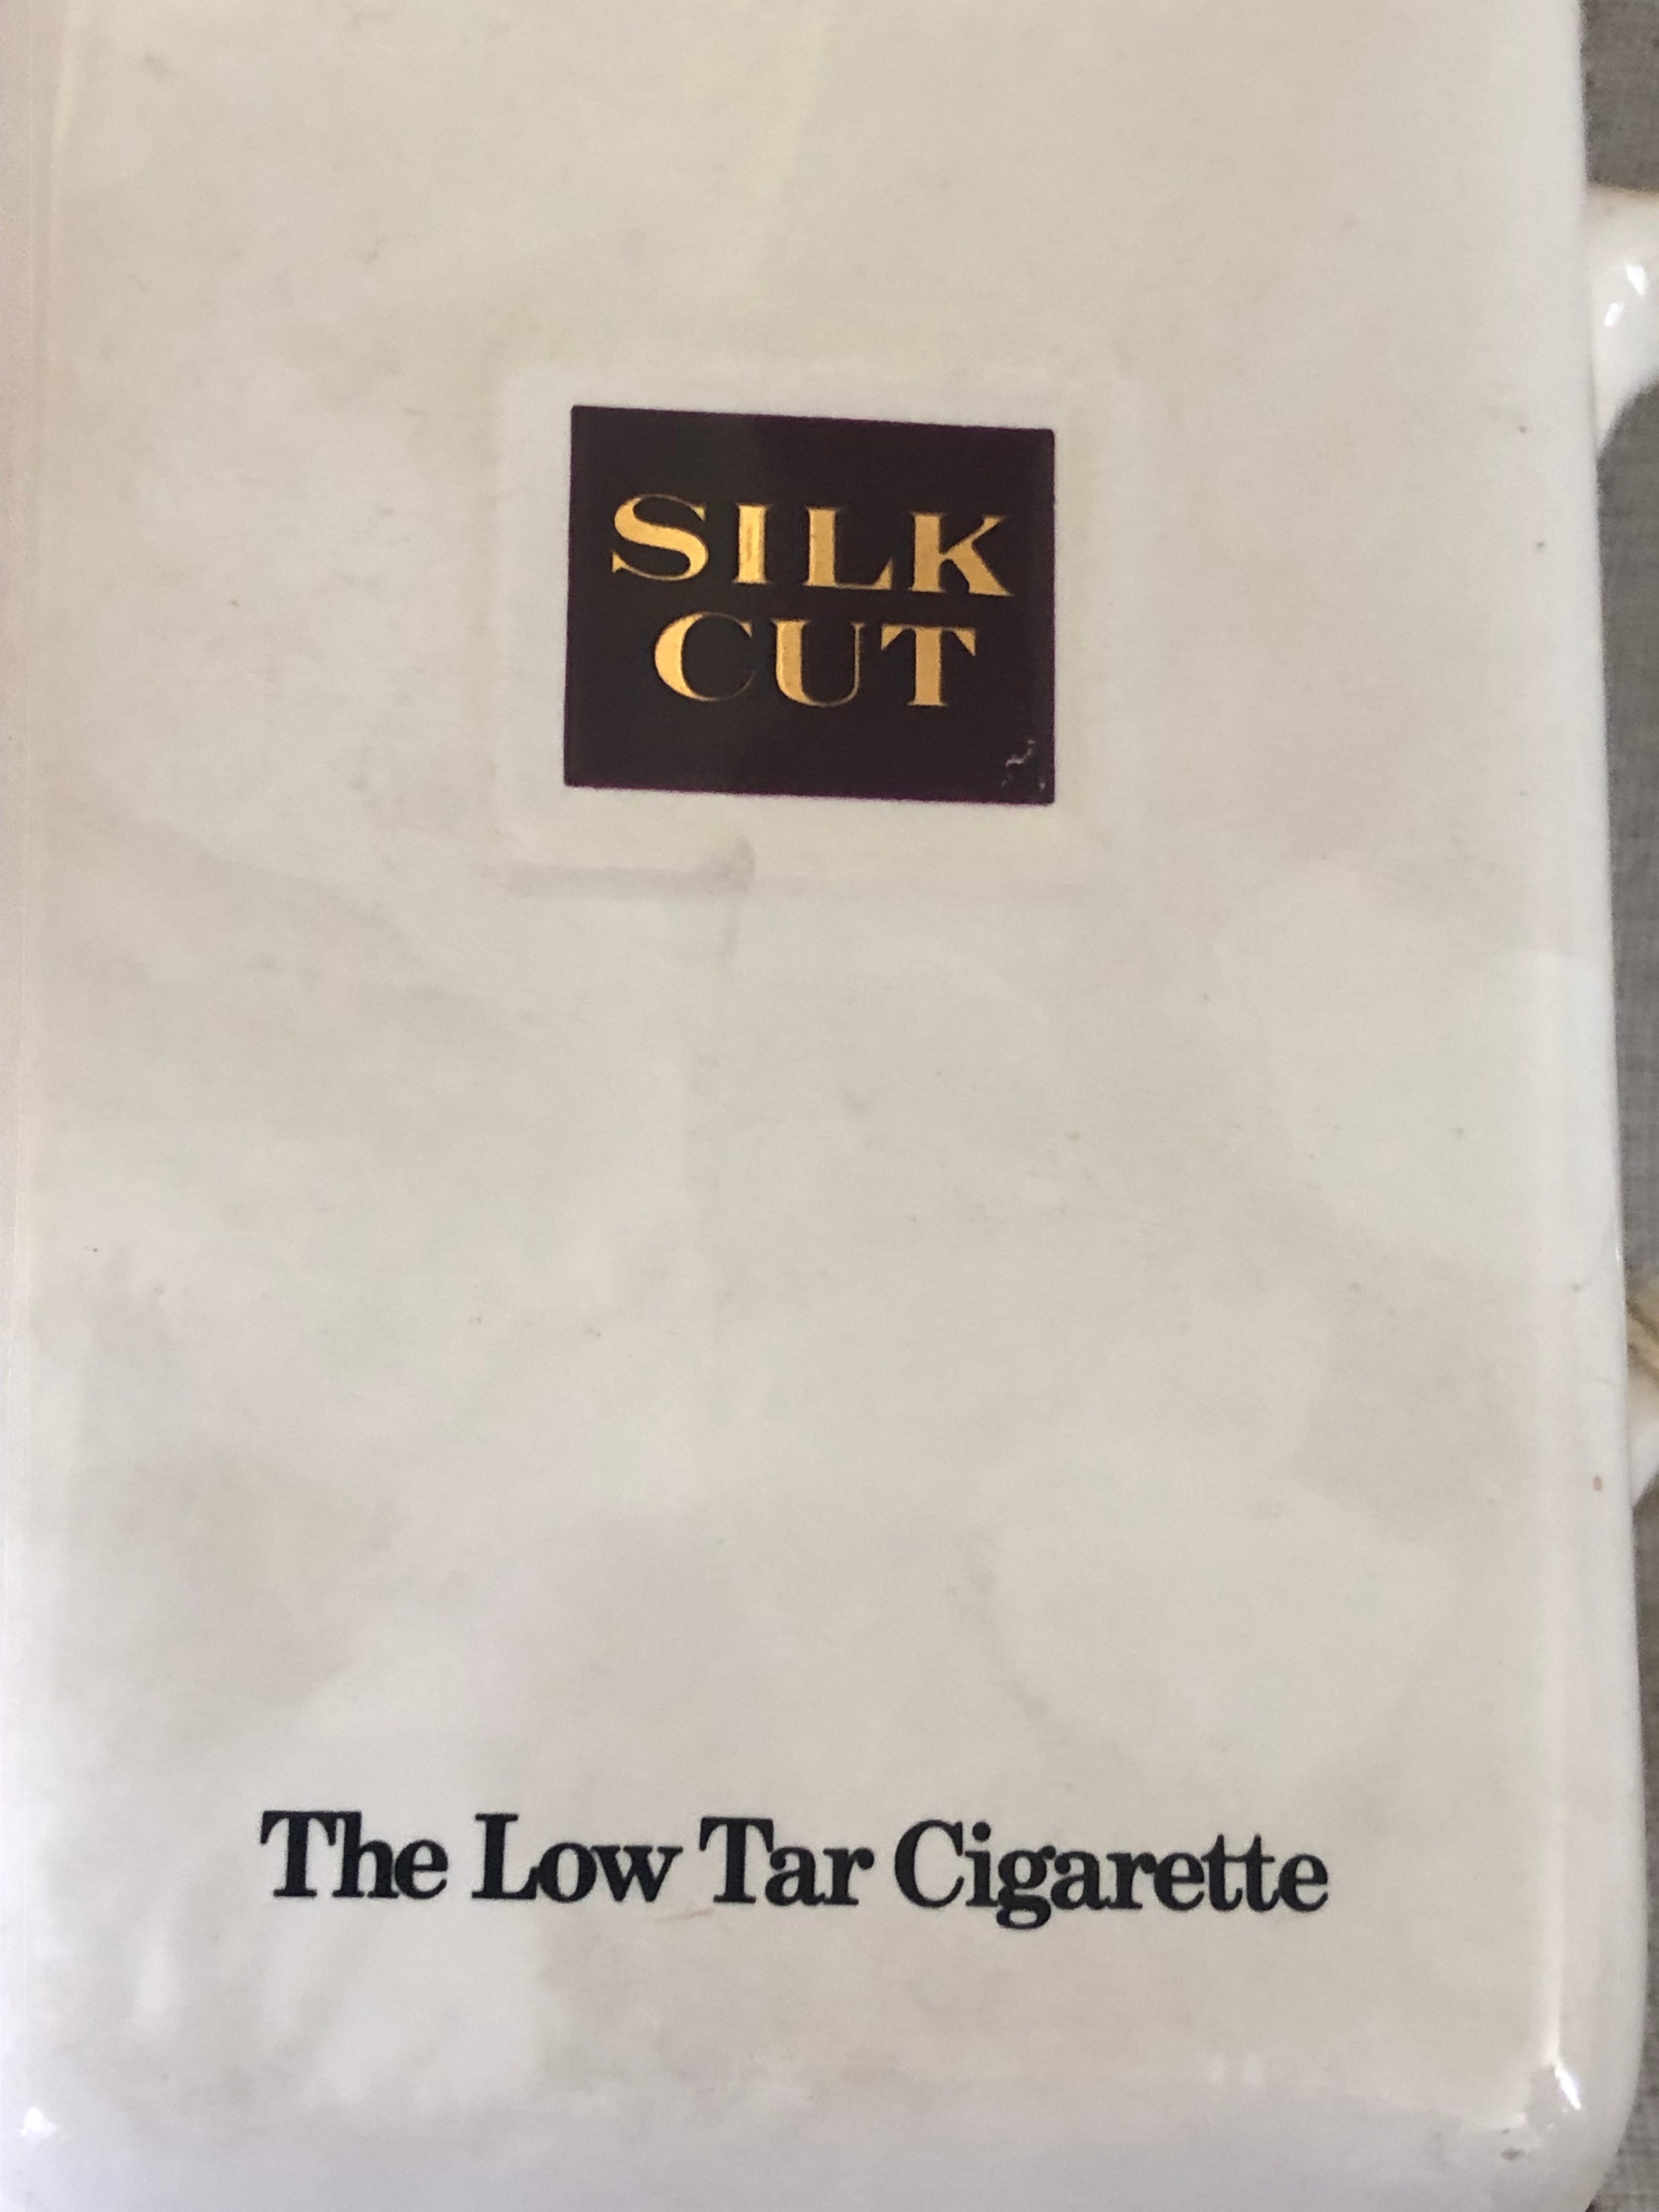 SILK
CUT
The Low Tar Cigarette